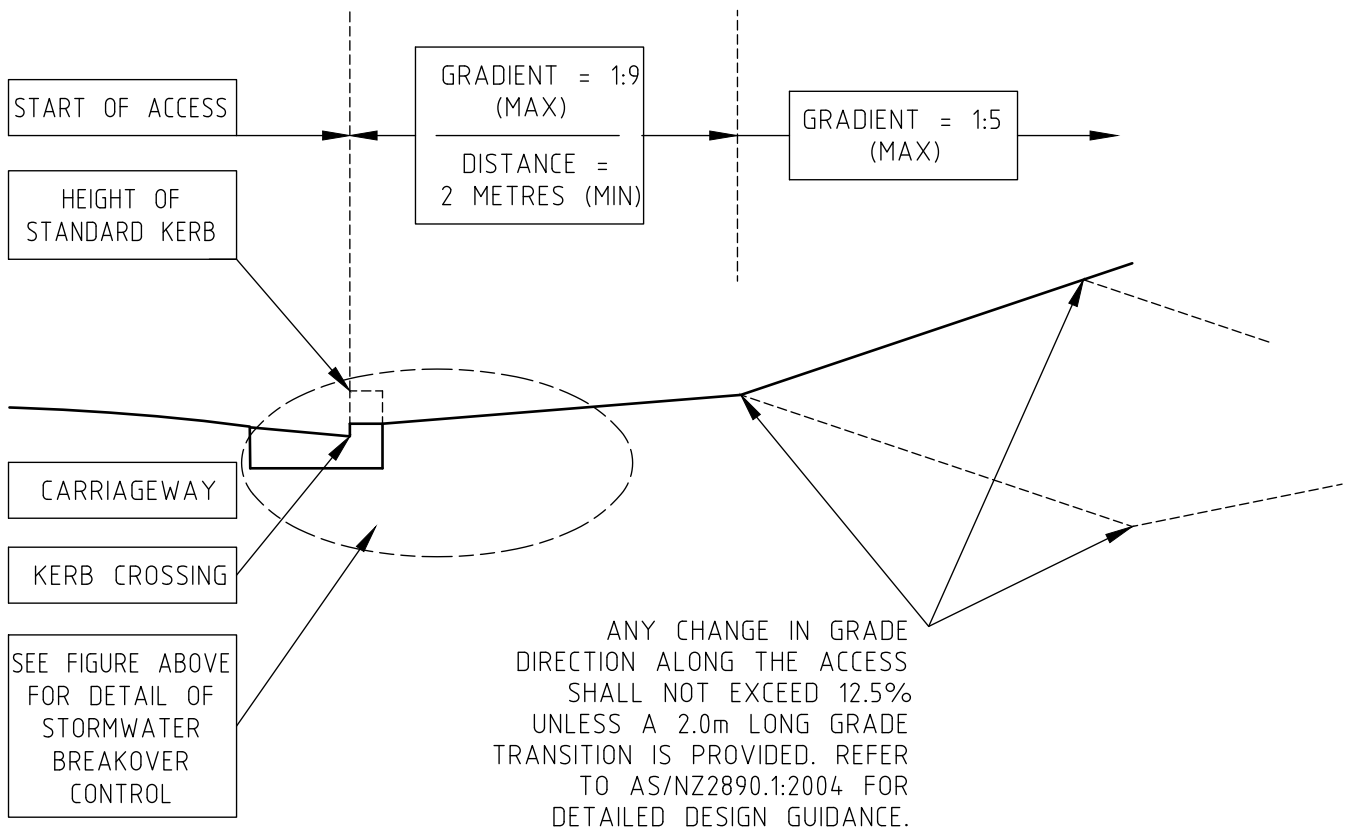 START OF ACCESS
GRADIENT = 1:9
(MAX)
DISTANCE =
2 METRES (MIN)
GRADIENT = 1:5
(MAX)
HEIGHT OF
STANDARD KERB
CARRIAGEWAY
KERB CROSSING
SEE FIGURE ABOVE
FOR DETAIL OF
STORMWATER
BREAKOVER
CONTROL
ANY CHANGE IN GRADE
DIRECTION ALONG THE ACCESS
SHALL NOT EXCEED 12.5%
UNLESS A 2.0m LONG GRADE
TRANSITION IS PROVIDED. REFER
TO AS/NZ2890.1:2004 FOR
DETAILED DESIGN GUIDANCE.